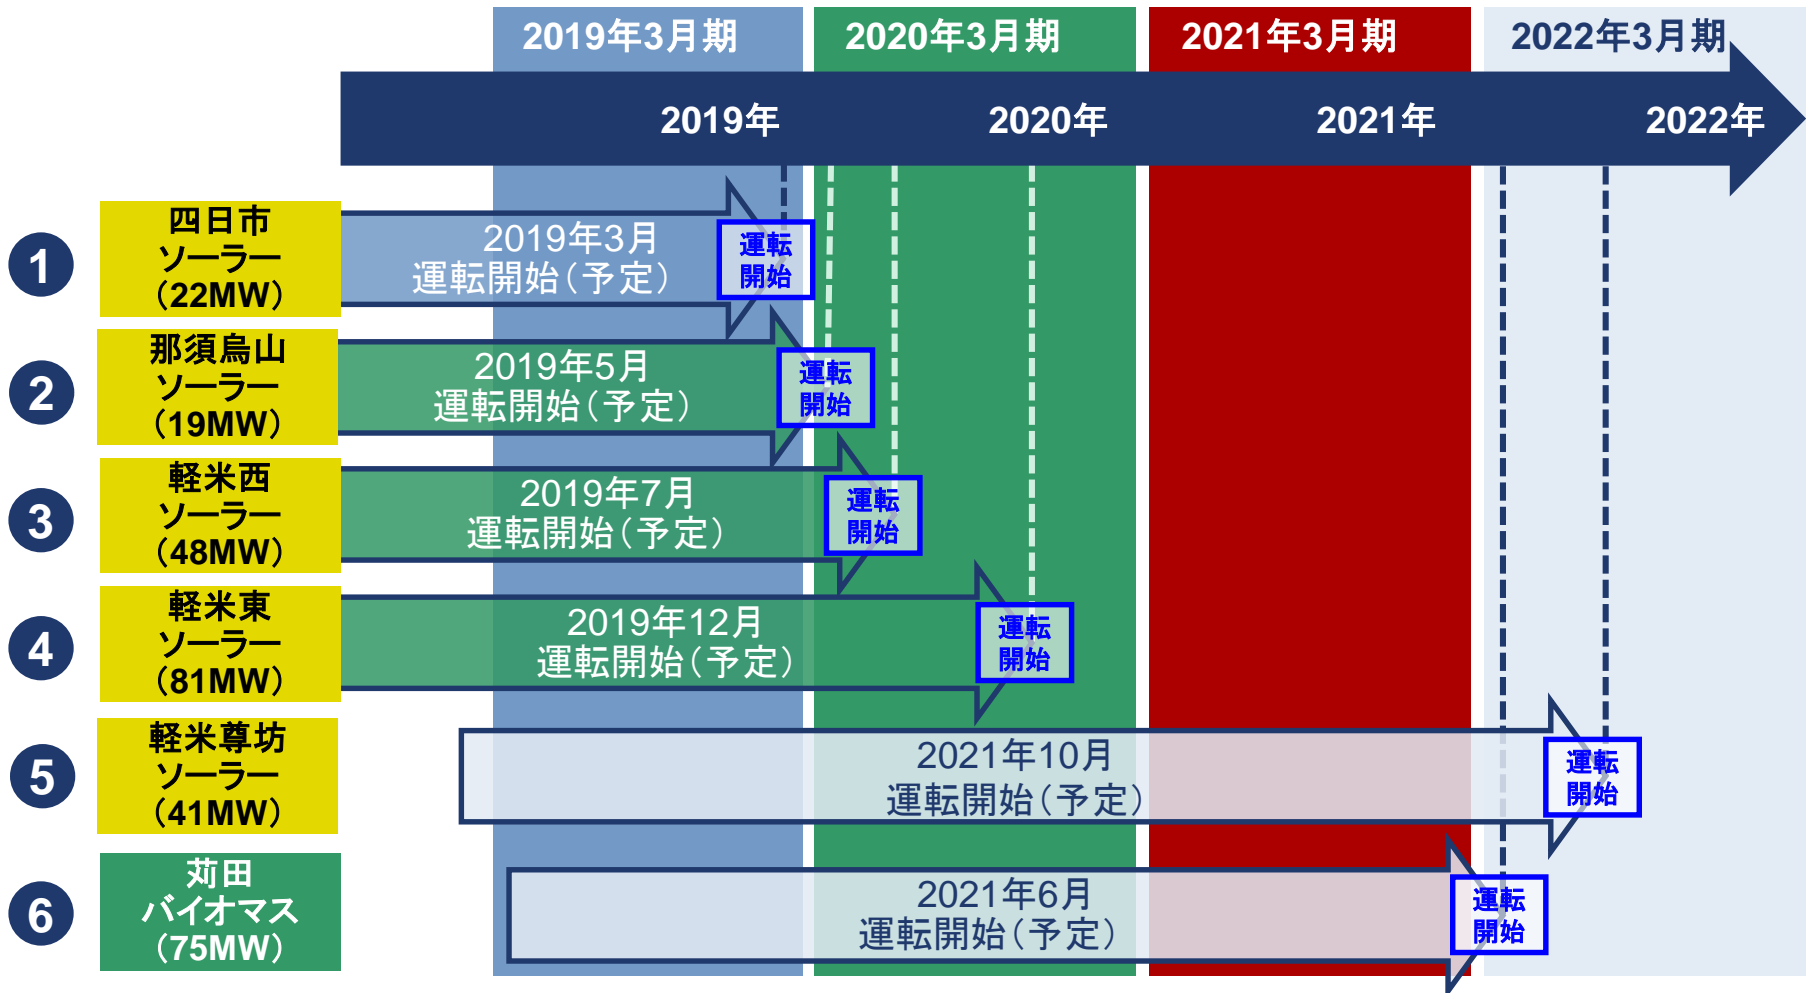 2019年3月期
2020年3月期
2021年3月期
2022年3月期
2019年
2020年
2021年
2022年
1
四日市
ソーラー
（22MW）
2019年3月
運転開始（予定）
運転
開始
2
那須烏山
ソーラー
（19MW）
2019年5月
運転開始（予定）
運転
開始
3
軽米西
ソーラー
（48MW）
2019年7月
運転開始（予定）
運転
開始
4
軽米東
ソーラー
（81MW）
2019年12月
運転開始（予定）
運転
開始
5
軽米尊坊
ソーラー
（41MW）
2021年10月
運転開始（予定）
運転
開始
6
苅田
バイオマス
（75MW）
2021年6月
運転開始（予定）
運転
開始